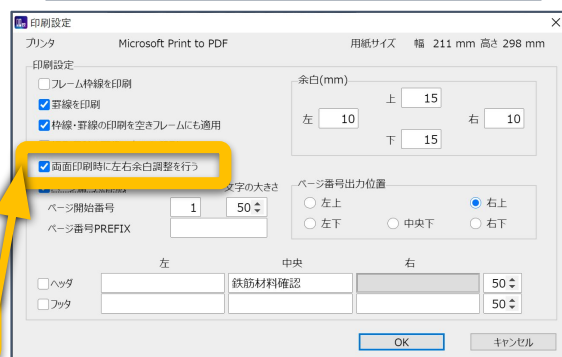 印刷設定
プリンタ Microsoft Print to PDF 用紙サイズ 幅 211 mm 高さ 298 mm
印刷設定
フレーム枠線を印刷
罫線を印刷
枠線・罫線の印刷を空きフレームにも適用
両面印刷時に左右余白調整を行う
文字の大きさ
ページ開始番号 1 50
ページ番号PREFIX
余白(mm)
上 15
左 10 右 10
下 15
ページ番号出力位置
左上 右上
左下 中央下 右下
左 中央 右
ヘッダ 鉄筋材料確認 50
フッタ 50
OK キャンセル